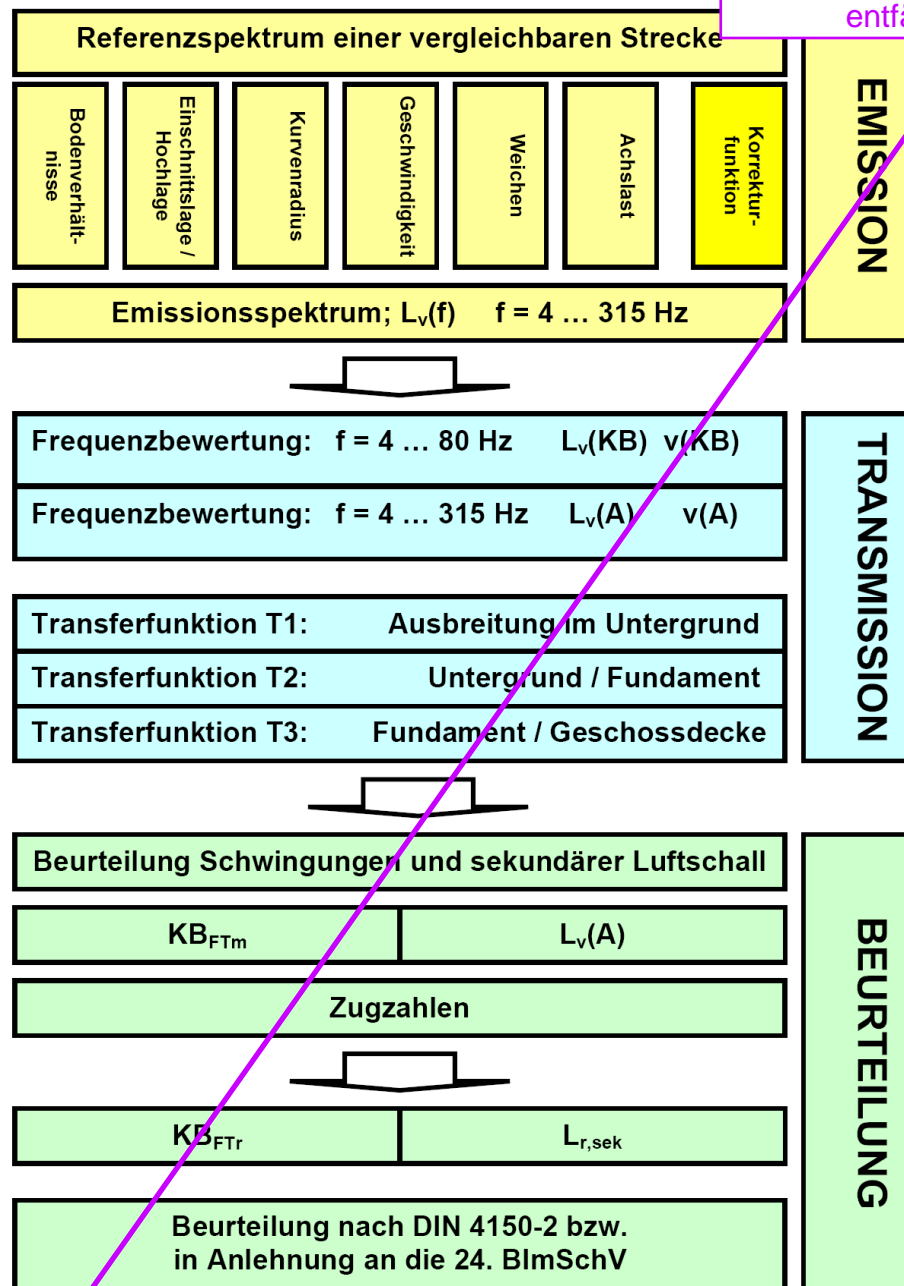 entfä
Referenzspektrum einer vergleichbaren Strecke
EMISSION
Bodenverhält-
nisse
Einschnittslage /
Hochlage
Kurvenradius
Geschwindigkeit
Weichen
Achslast
Korrektur-
funktion
Emissionsspektrum; Lv(f) f = 4 … 315 Hz
TRANSMISSION
Frequenzbewertung: f = 4 … 80 Hz Lv(KB) v(KB)
Frequenzbewertung: f = 4 … 315 Hz Lv(A) v(A)
Transferfunktion T1: Ausbreitung im Untergrund
Transferfunktion T2: Untergrund / Fundament
Transferfunktion T3: Fundament / Geschossdecke
BEURTEILUNG
Beurteilung Schwingungen und sekundärer Luftschall
KBFTm Lv(A)
Zugzahlen
KBFTr Lr,sek
Beurteilung nach DIN 4150-2 bzw.
in Anlehnung an die 24. BImSchV